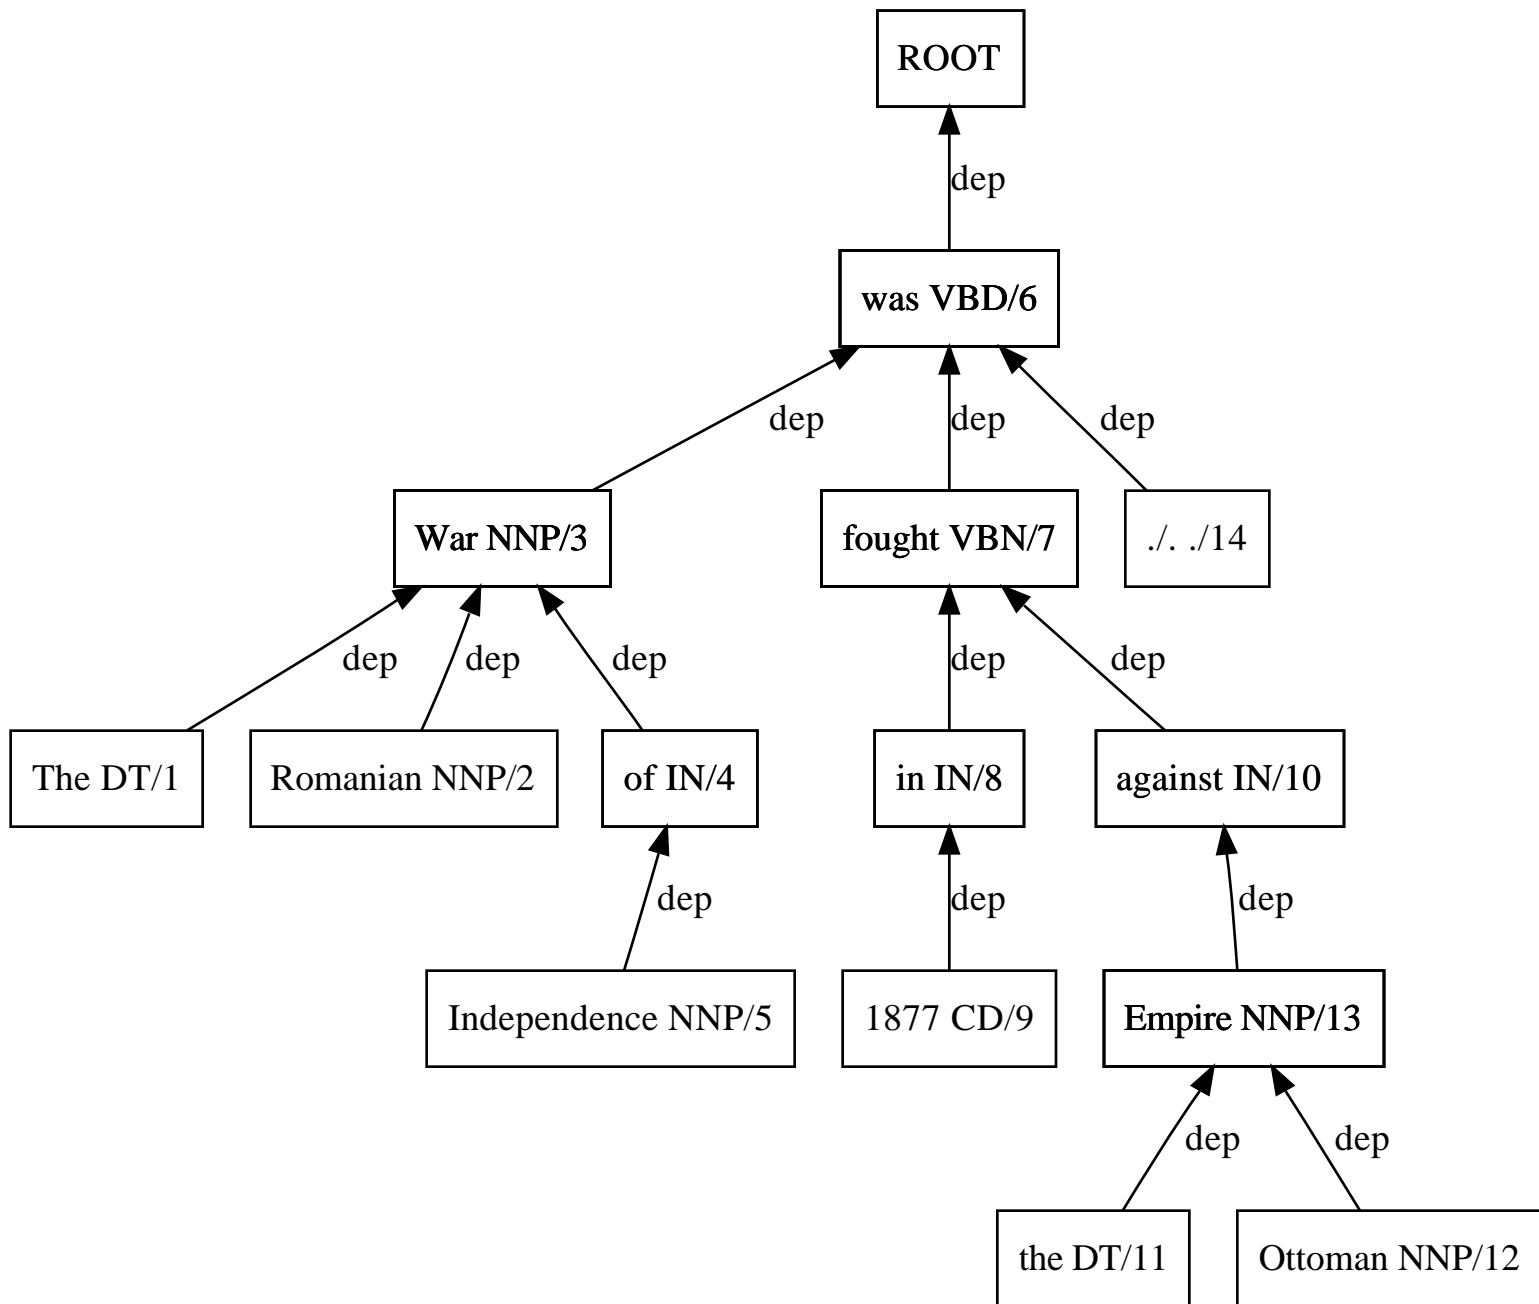 ROOT
dep
was VBD/6
dep dep dep
War NNP/3 fought VBN/7 ./. ./14
dep dep dep dep dep
The DT/1 Romanian NNP/2 of IN/4 in IN/8 against IN/10
dep dep dep
Independence NNP/5 1877 CD/9 Empire NNP/13
dep dep
the DT/11 Ottoman NNP/12